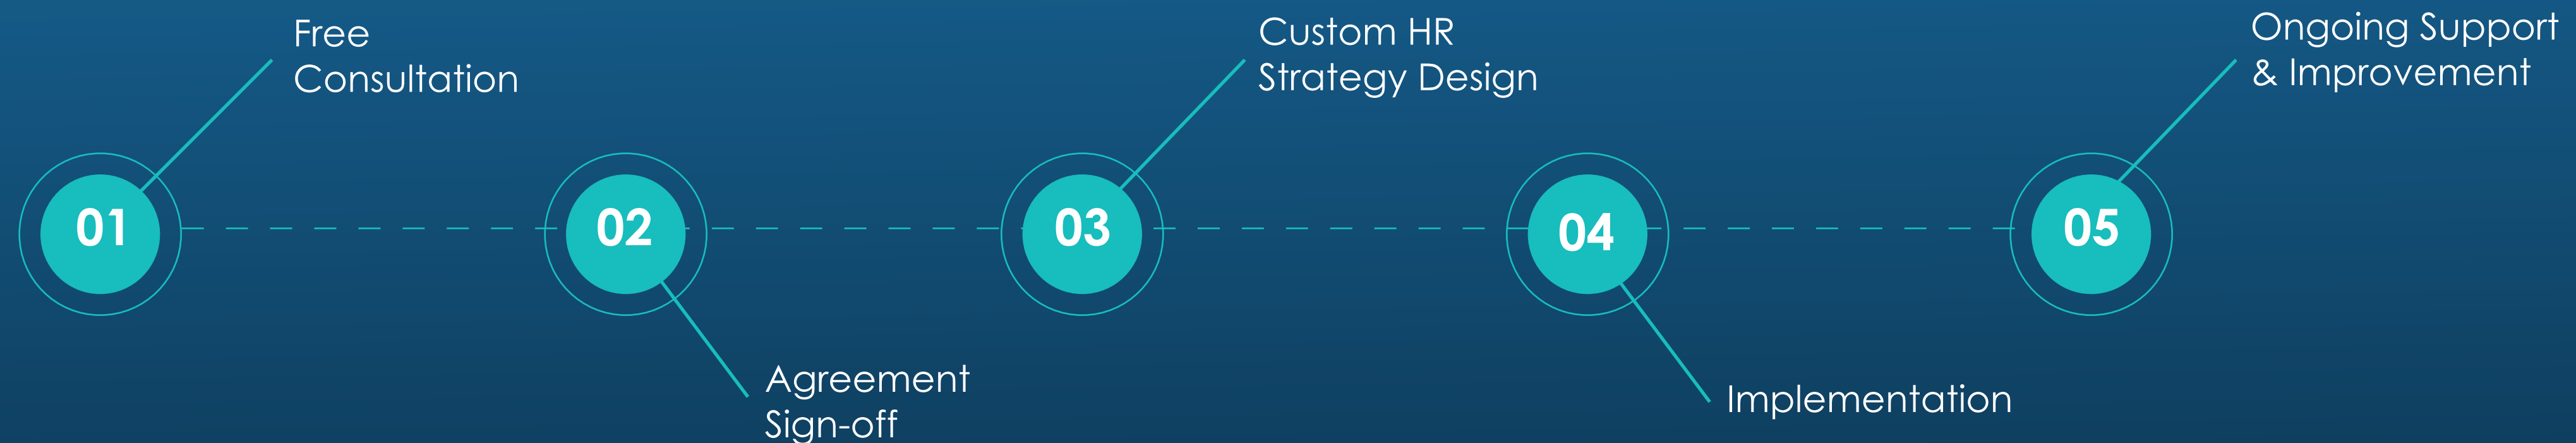 01
Free
Consultation
02
Agreement
Sign-off
03
Custom HR
Strategy Design
04
Implementation
05
Ongoing Support
& Improvement